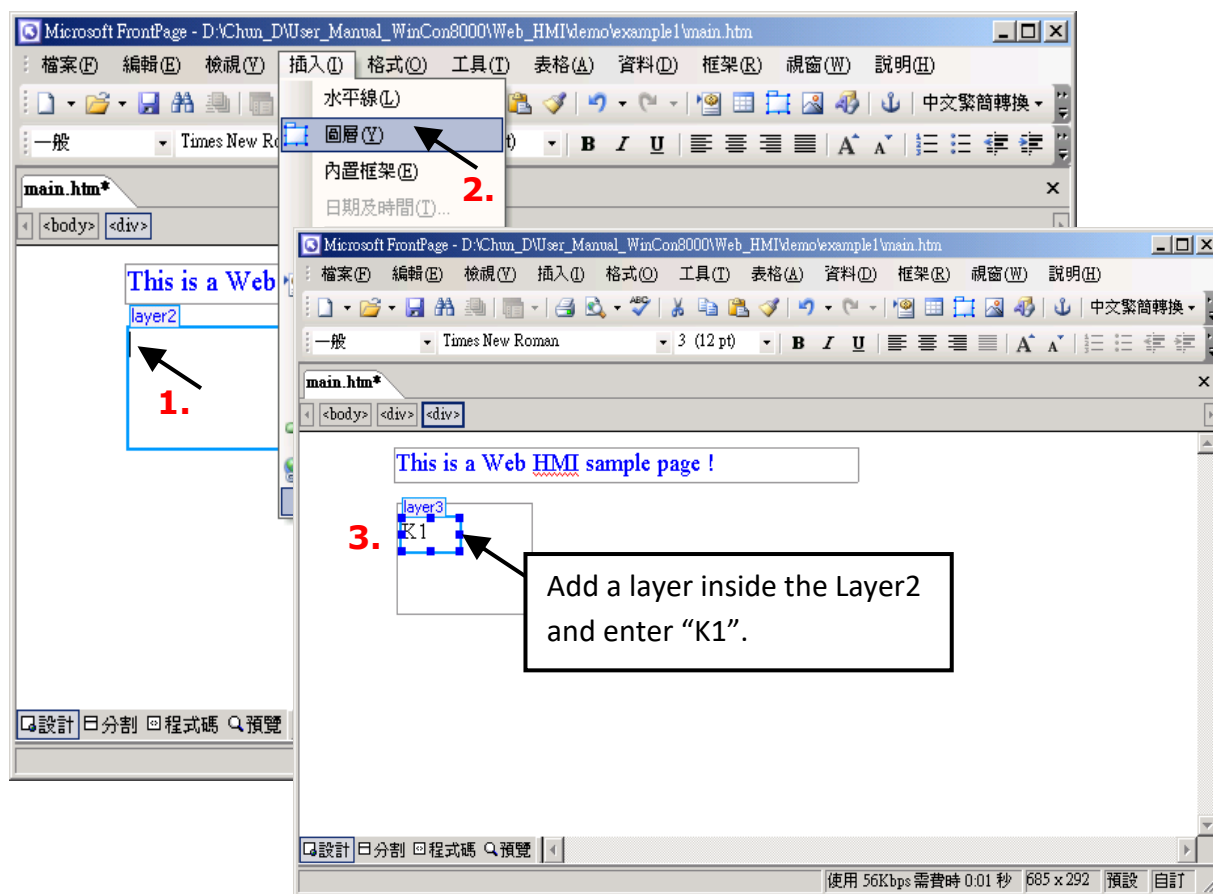 Microsoft FrontPage - D:\Chun_D\User_Manual_WinCon8000\Web_HMI\demo\example1\main.htm
檔案(F) 編輯(E) 檢視(V) 插入(I) 格式(O) 工具(T) 表格(A) 資料(D) 框架(R) 視窗(W) 說明(H)
水平線(L)
中文繁簡轉換
圖層(Y)
一般 Times New Ro t) B I U A A
內置框架(E)
2.
main.htm*
日期及時間(T)...
<body> <div>
This is a Web
layer2
1.
設計 分割 程式碼 預覽
Microsoft FrontPage - D:\Chun_D\User_Manual_WinCon8000\Web_HMI\demo\example1\main.htm
檔案(F) 編輯(E) 檢視(V) 插入(I) 格式(O) 工具(T) 表格(A) 資料(D) 框架(R) 視窗(W) 說明(H)
ABC 中文繁簡轉換
一般 Times New Roman 3 (12 pt) B I U A A
main.htm*
<body> <div> <div>
This is a Web HMI sample page !
layer3
K1
3.
Add a layer inside the Layer2
and enter “K1”.
設計 分割 程式碼 預覽
使用 56Kbps 需費時 0:01 秒 685 x 292 預設 自訂